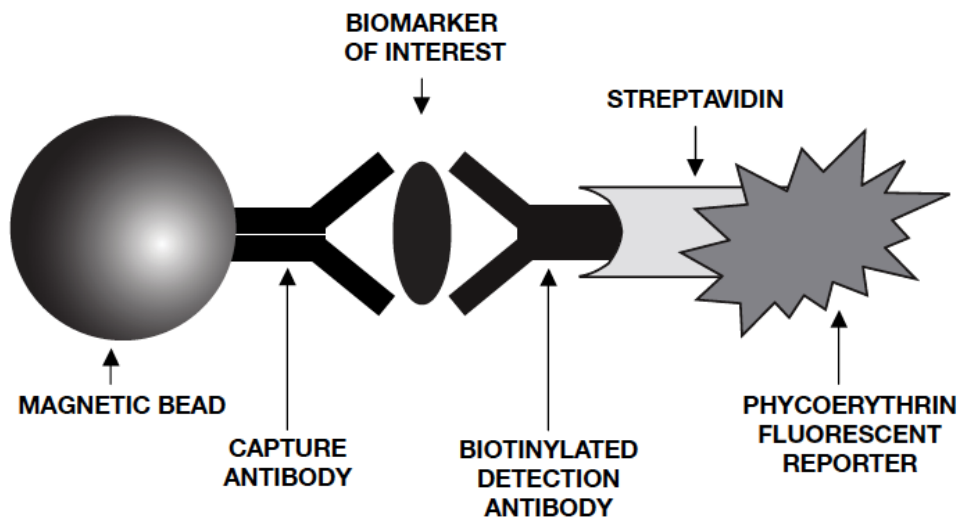 BIOMARKER
OF INTEREST
STREPTAVIDIN
MAGNETIC BEAD
CAPTURE
ANTIBODY
BIOTINYLATED
DETECTION
ANTIBODY
PHYCOERYTHRIN
FLUORESCENT
REPORTER